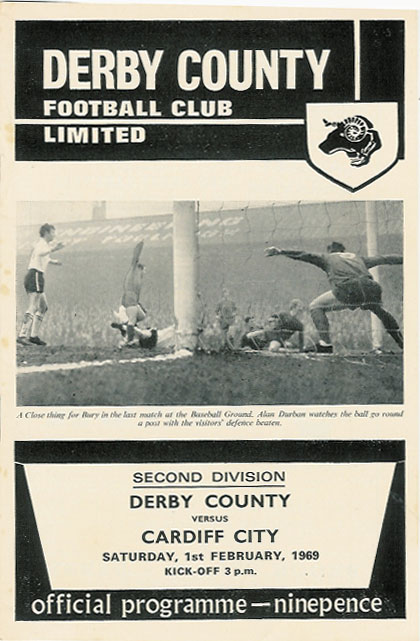 DERBY COUNTY
FOOTBALL CLUB
LIMITED
A Close thing for Bury in the last match at the Baseball Ground. Alan Durban watches the ball go round
a post with the visitors' defence beaten.
SECOND DIVISION
DERBY COUNTY
VERSUS
CARDIFF CITY
SATURDAY, 1st FEBRUARY, 1969
KICK-OFF 3 p.m.
official programme — ninepence